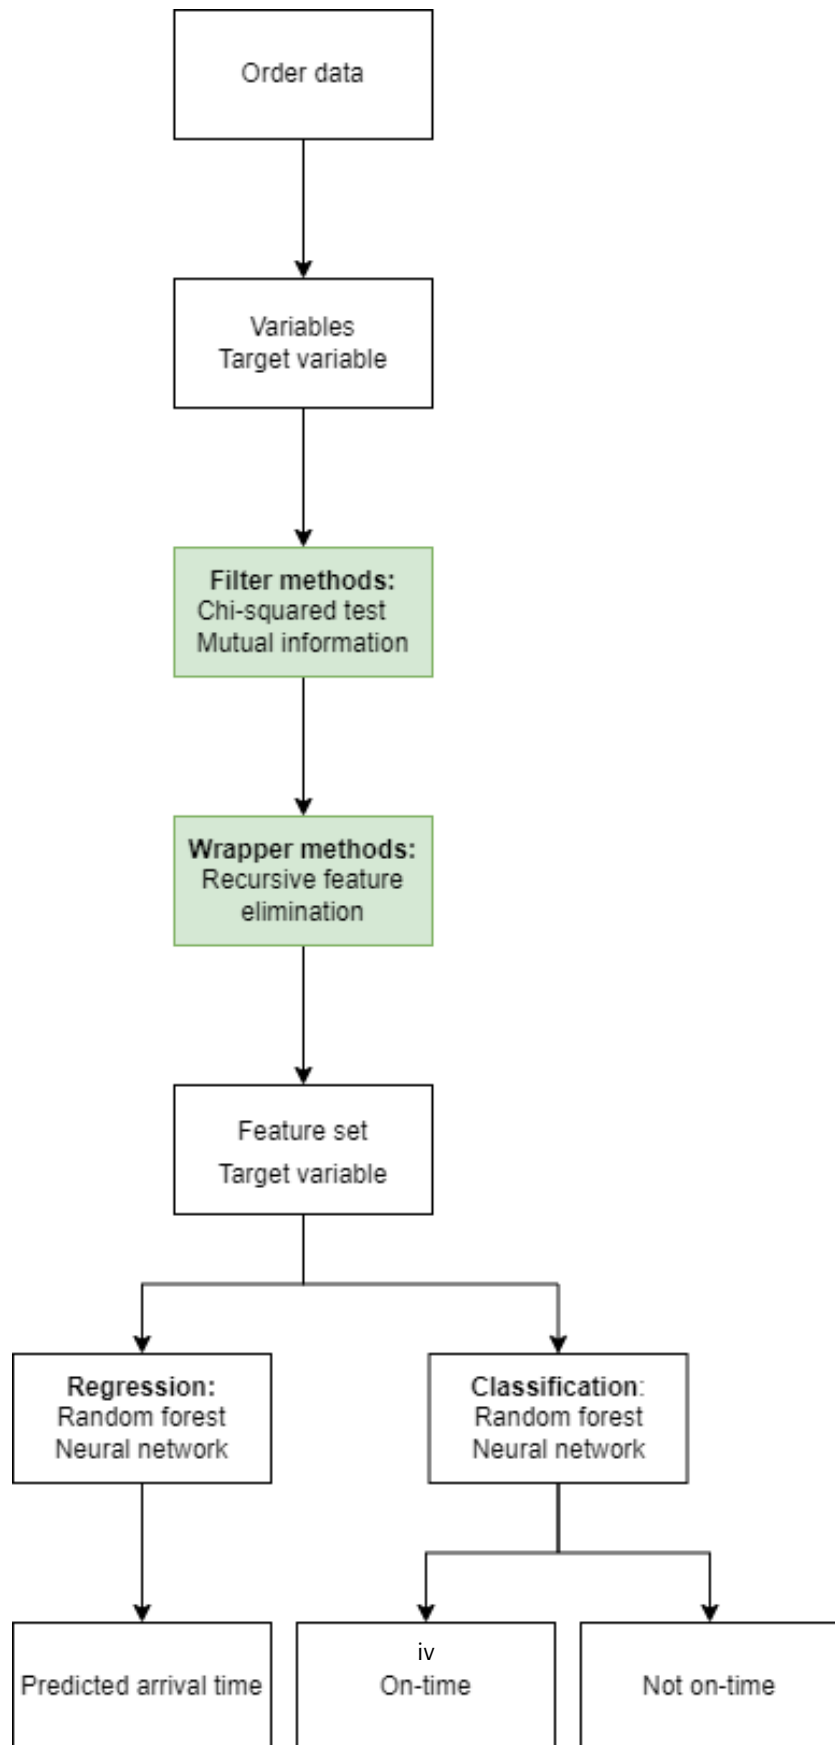 Order data
Variables
Target variable
Filter methods:
Chi-squared test
Mutual information
Wrapper methods:
Recursive feature
elimination
Feature set
Target variable
Regression:
Random forest
Neural network
Classification:
Random forest
Neural network
Predicted arrival time
iv
On-time
Not on-time